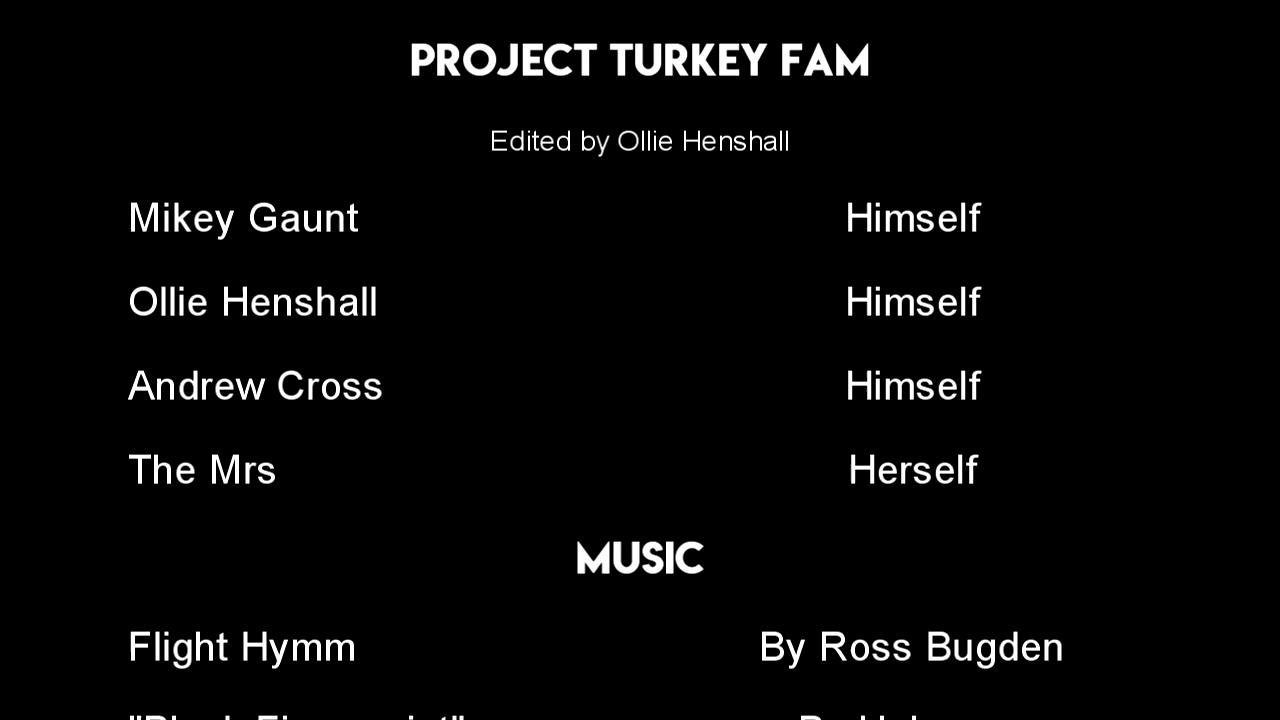 PROJECT TURKEY FAM
Edited by Ollie Henshall
Mikey Gaunt Himself
Ollie Henshall Himself
Andrew Cross Himself
The Mrs Herself
MUSIC
Flight Hymm By Ross Bugden